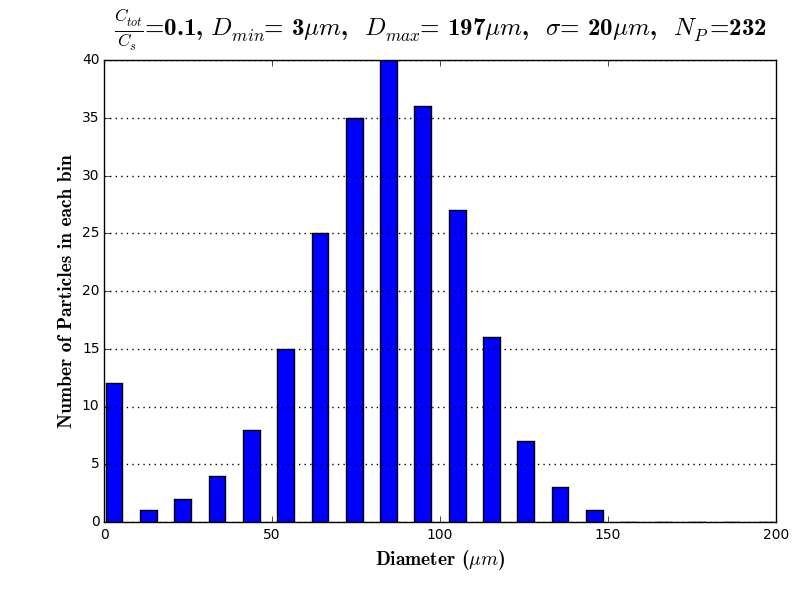 C_tot/C_s=0.1, D_min= 3μm, D_max= 197μm, σ= 20μm, N_P=232
40
35
30
25
20
15
10
5
0
Number of Particles in each bin
0 50 100 150 200
Diameter (μm)